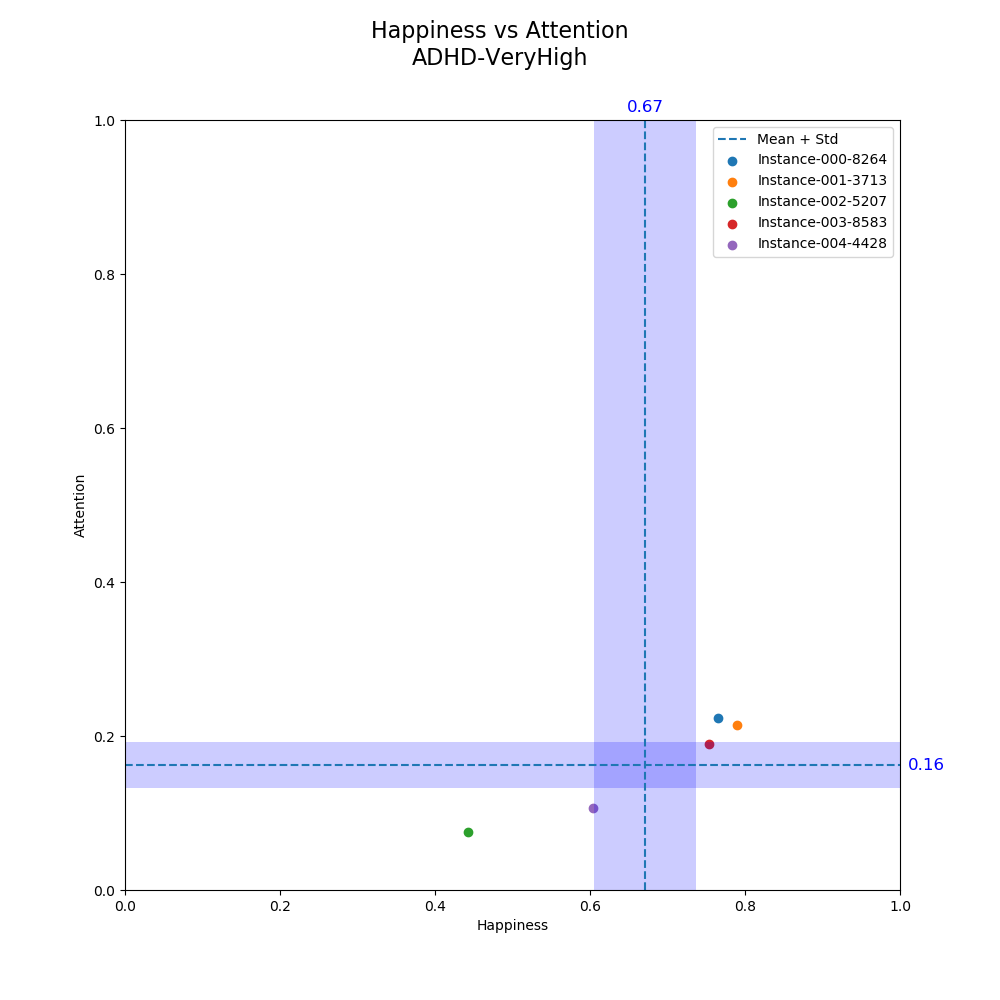 Happiness vs Attention
ADHD-VeryHigh
0.67
1.0
Mean + Std
Instance-000-8264
Instance-001-3713
Instance-002-5207
Instance-003-8583
Instance-004-4428
0.8
0.6
Attention
0.4
0.2
0.16
0.0
0.0 0.2 0.4 0.6 0.8 1.0
Happiness